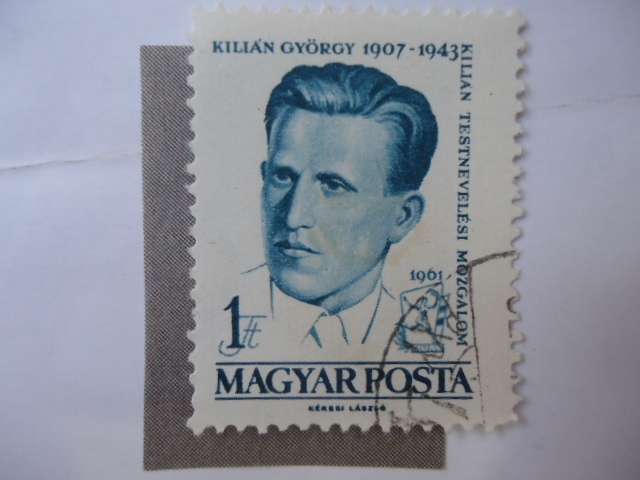 KILIÁN GYÖRGY 1907-1943
KILIÁN TESTNEVELÉSI MOZGALOM
1961
1 Ft
MAGYAR POSTA
KÉKESI LÁSZLÓ